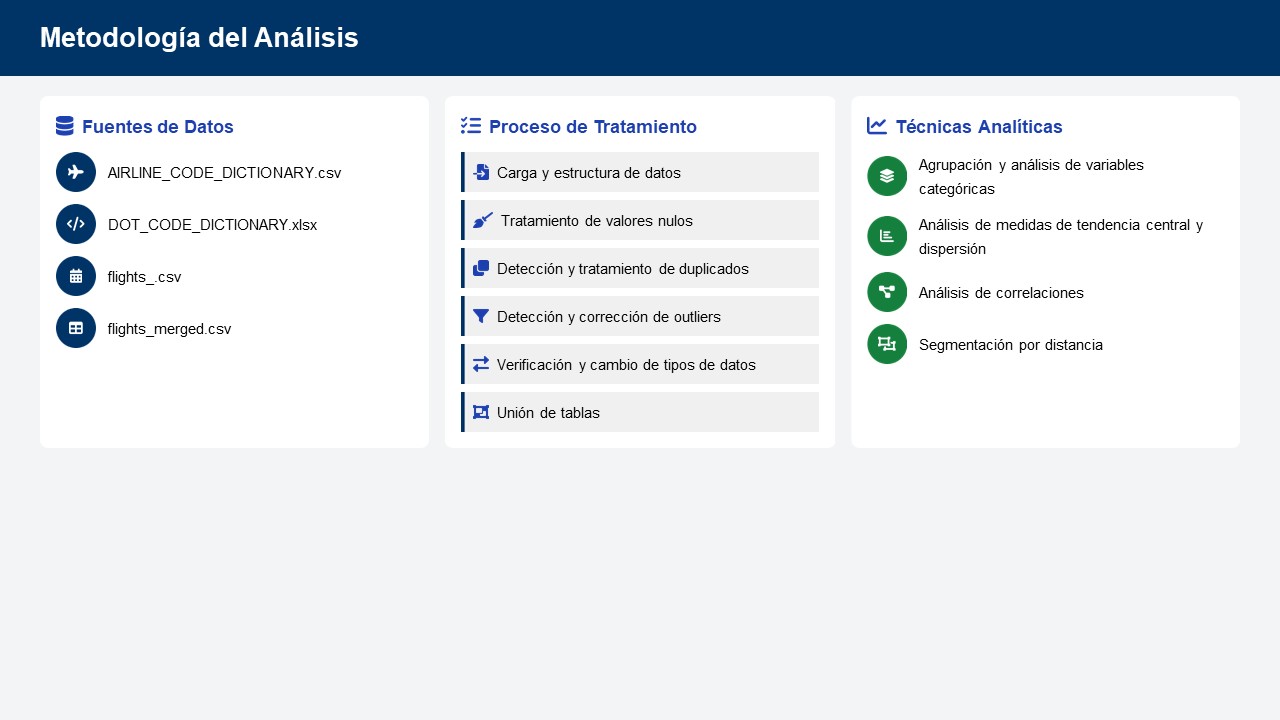 Metodología del Análisis
Fuentes de Datos
AIRLINE_CODE_DICTIONARY.csv
DOT_CODE_DICTIONARY.xlsx
flights_.csv
flights_merged.csv
Proceso de Tratamiento
Carga y estructura de datos
Tratamiento de valores nulos
Detección y tratamiento de duplicados
Detección y corrección de outliers
Verificación y cambio de tipos de datos
Unión de tablas
Técnicas Analíticas
Agrupación y análisis de variables
categóricas
Análisis de medidas de tendencia central y
dispersión
Análisis de correlaciones
Segmentación por distancia